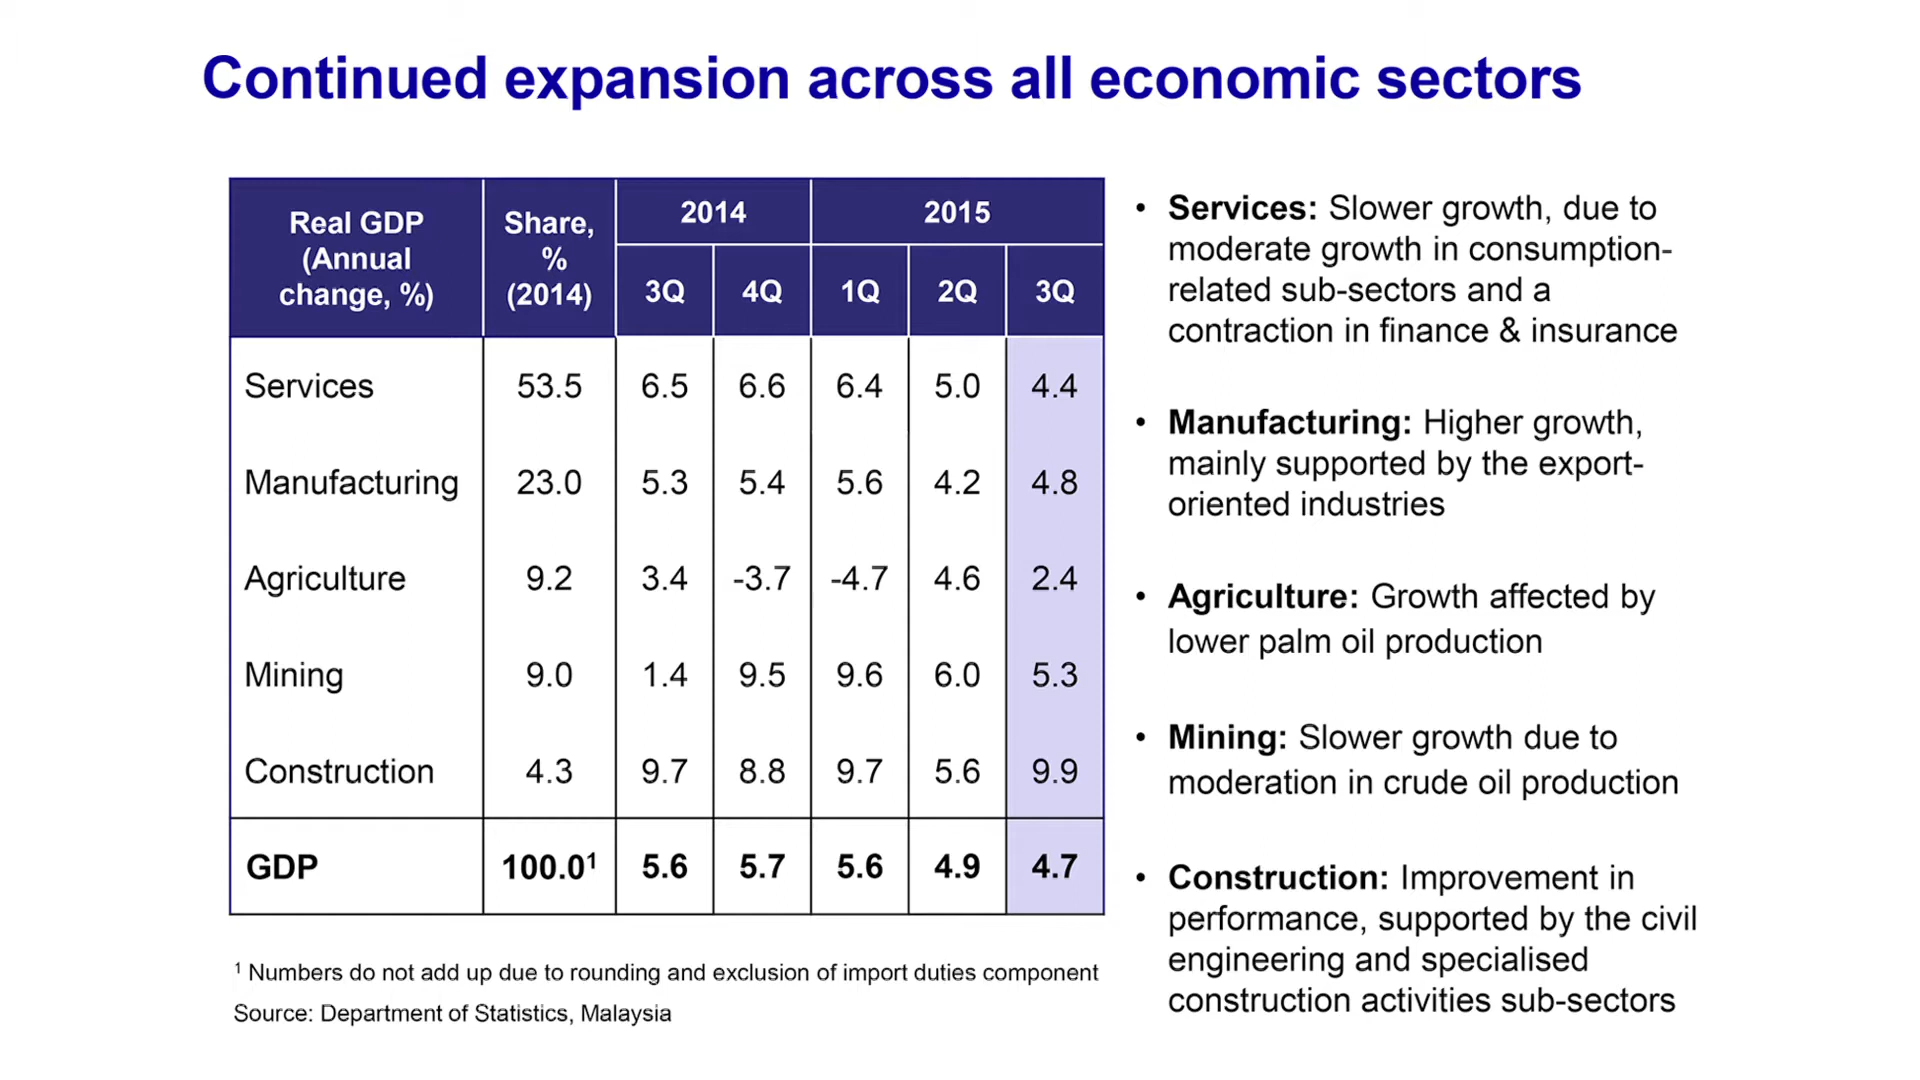 Continued expansion across all economic sectors
Real GDP
(Annual
change, %)
Share,
%
(2014)
2014
2015
3Q 4Q 1Q 2Q 3Q
Services 53.5 6.5 6.6 6.4 5.0 4.4
Manufacturing 23.0 5.3 5.4 5.6 4.2 4.8
Agriculture 9.2 3.4 -3.7 -4.7 4.6 2.4
Mining 9.0 1.4 9.5 9.6 6.0 5.3
Construction 4.3 9.7 8.8 9.7 5.6 9.9
GDP 100.0¹ 5.6 5.7 5.6 4.9 4.7
¹ Numbers do not add up due to rounding and exclusion of import duties component
Source: Department of Statistics, Malaysia
• Services: Slower growth, due to
moderate growth in consumption-
related sub-sectors and a
contraction in finance & insurance
• Manufacturing: Higher growth,
mainly supported by the export-
oriented industries
• Agriculture: Growth affected by
lower palm oil production
• Mining: Slower growth due to
moderation in crude oil production
• Construction: Improvement in
performance, supported by the civil
engineering and specialised
construction activities sub-sectors